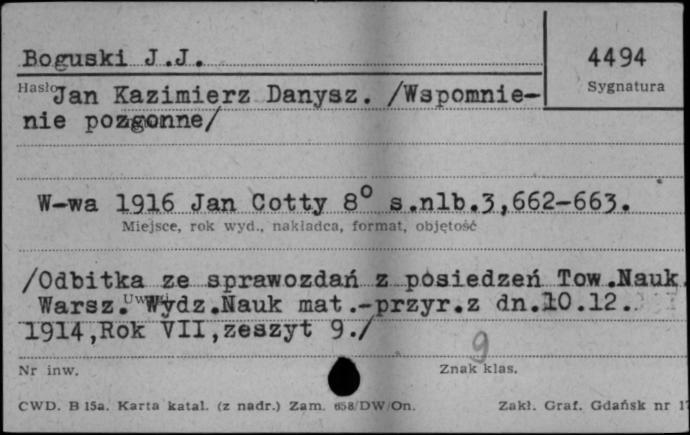 Boguski J.J.
4494
Sygnatura
Hasło
Jan Kazimierz Danysz. /Wspomnie-
nie pozgonne/
W-wa 1916 Jan Cotty 8° s.nlb.3,662-663.
Miejsce, rok wyd., nakładca, format, objętość
/Odbitka ze sprawozdań z posiedzeń Tow.Nauk.
Warsz. Wydz.Nauk mat.-przyr.z dn.10.12.
1914,Rok VII,zeszyt 9./
9
Nr inw.
Znak klas.
CWD. B 15a. Karta katal. (z nadr.) Zam. 658/DW/On.
Zakł. Graf. Gdańsk nr